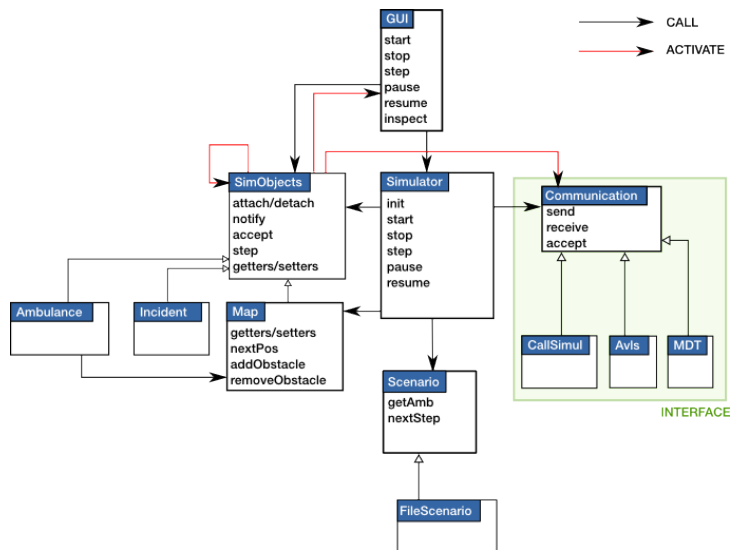 GUI
start
stop
step
pause
resume
inspect
CALL
ACTIVATE
SimObjects
attach/detach
notify
accept
step
getters/setters
Simulator
init
start
stop
step
pause
resume
Communication
send
receive
accept
Ambulance
Incident
Map
getters/setters
nextPos
addObstacle
removeObstacle
CallSimul
Avls
MDT
INTERFACE
Scenario
getAmb
nextStep
FileScenario